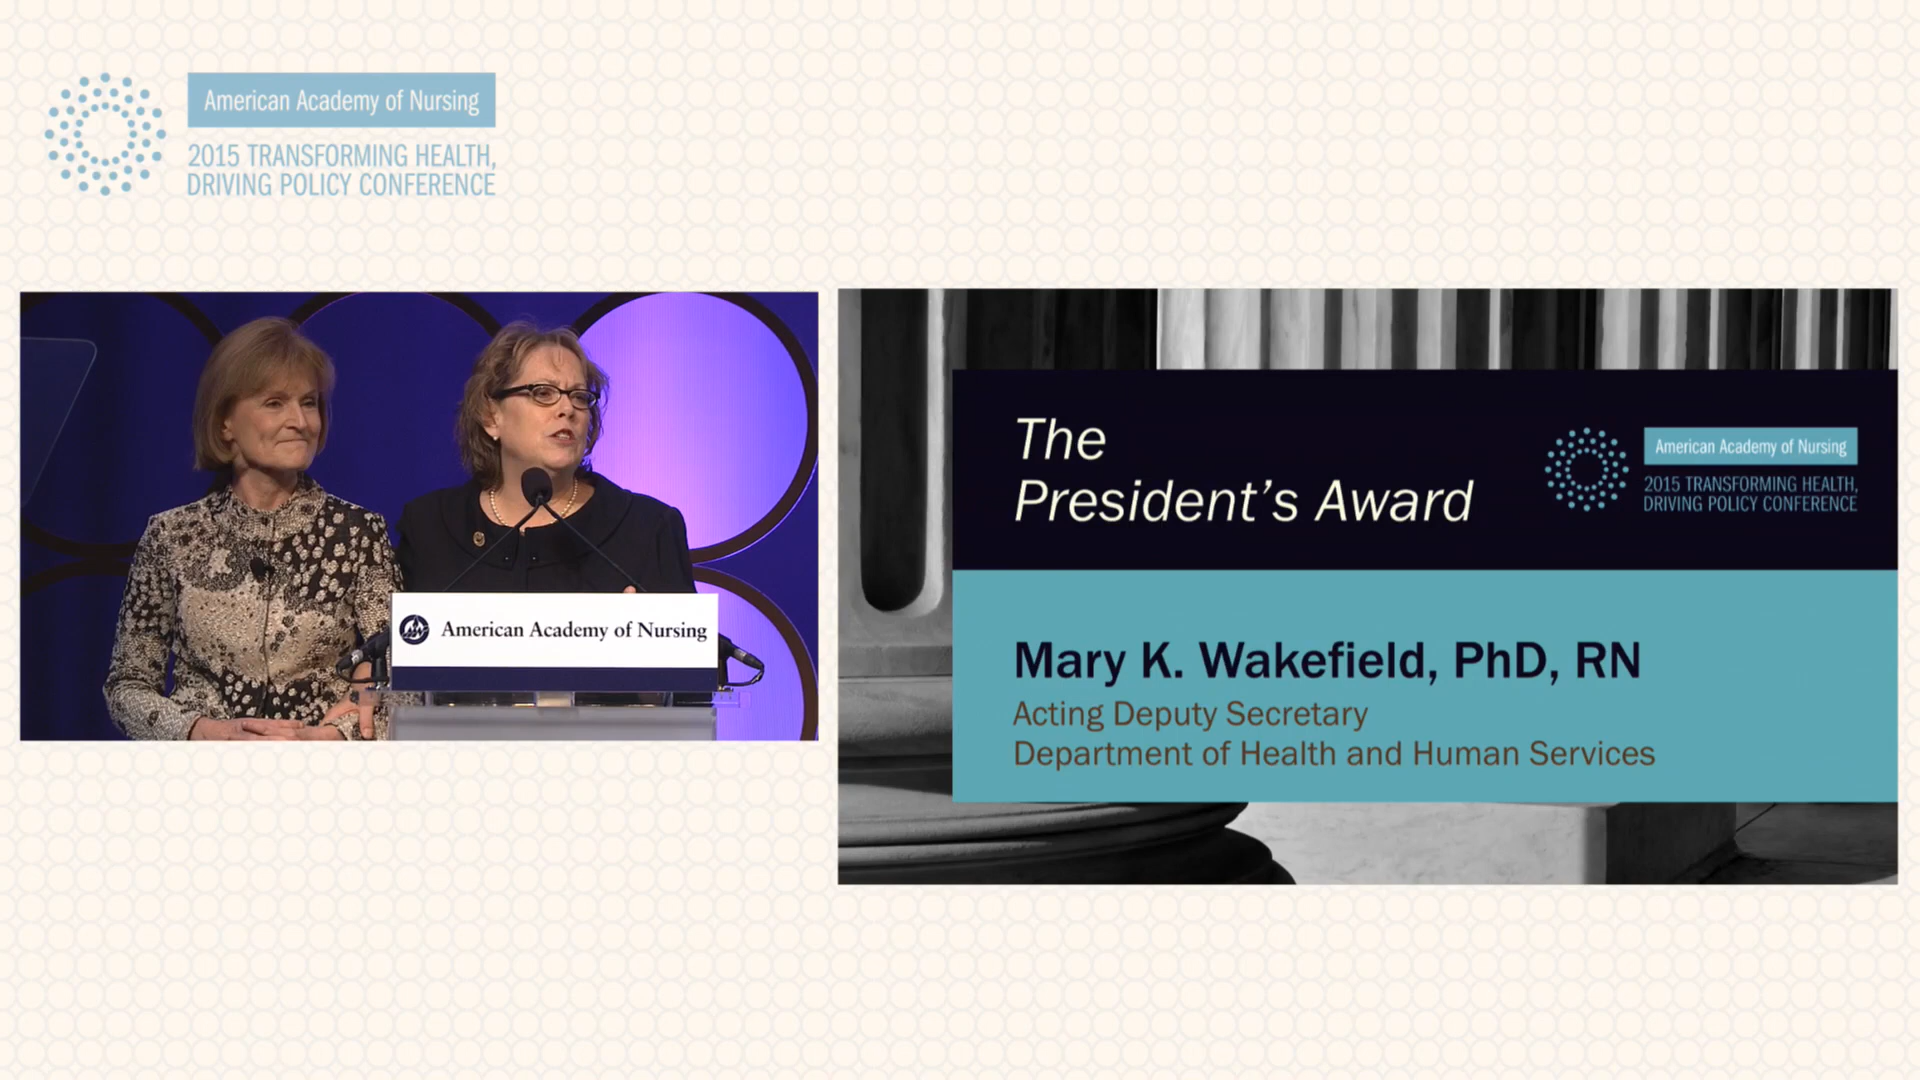 American Academy of Nursing
2015 TRANSFORMING HEALTH,
DRIVING POLICY CONFERENCE
American Academy of Nursing
The
President's Award
American Academy of Nursing
2015 TRANSFORMING HEALTH,
DRIVING POLICY CONFERENCE
Mary K. Wakefield, PhD, RN
Acting Deputy Secretary
Department of Health and Human Services